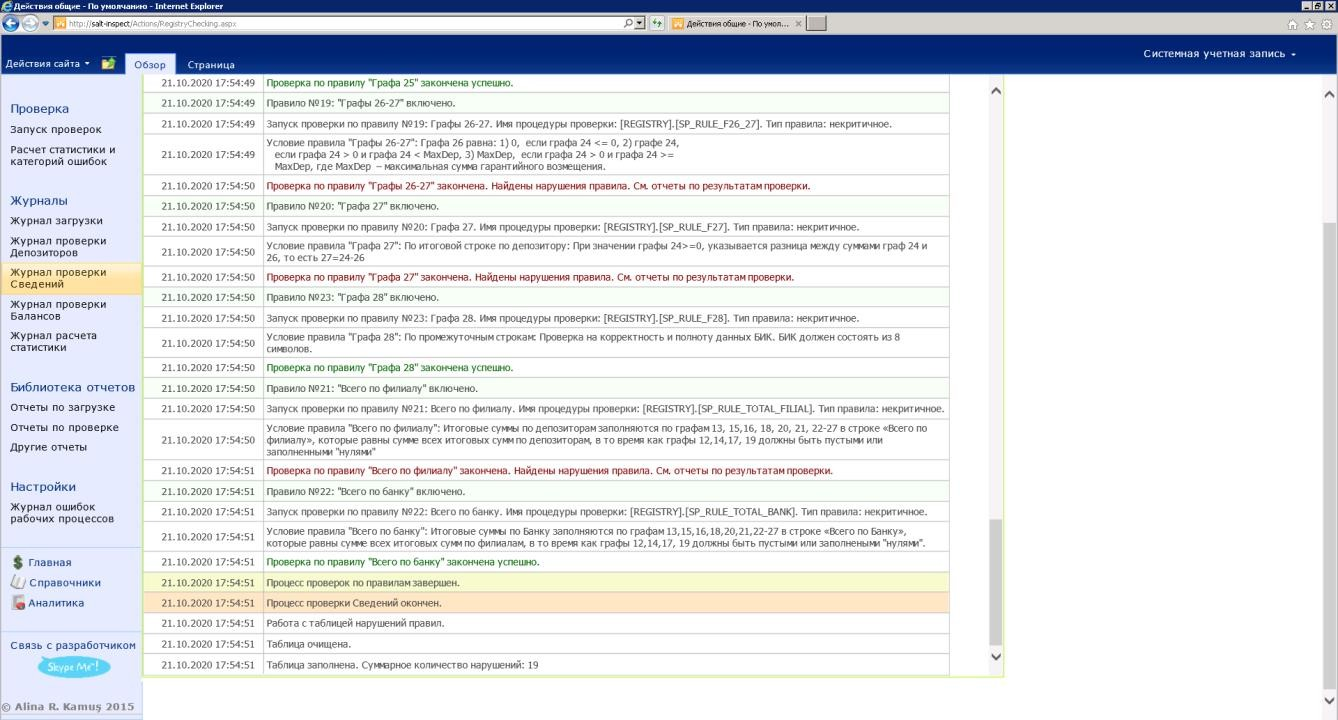 Действия общие - По умолчанию - Internet Explorer
http://salt-inspect/Actions/RegistryChecking.aspx
Действия общие - По умол...
Действия сайта
Обзор
Страница
Системная учетная запись
Проверка
Запуск проверок
Расчет статистики и
категорий ошибок
Журналы
Журнал загрузки
Журнал проверки
Депозиторов
Журнал проверки
Сведений
Журнал проверки
Балансов
Журнал расчета
статистики
Библиотека отчетов
Отчеты по загрузке
Отчеты по проверке
Другие отчеты
Настройки
Журнал ошибок
рабочих процессов
Главная
Справочники
Аналитика
Связь с разработчиком
Skype Me™!
© Alina R. Kamuş 2015
21.10.2020 17:54:49 Проверка по правилу "Графа 25" закончена успешно.
21.10.2020 17:54:49 Правило №19: "Графы 26-27" включено.
21.10.2020 17:54:49 Запуск проверки по правилу №19: Графы 26-27. Имя процедуры проверки: [REGISTRY].[SP_RULE_F26_27]. Тип правила: некритичное.
21.10.2020 17:54:49 Условие правила "Графы 26-27": Графа 26 равна: 1) 0, если графа 24 <= 0, 2) графе 24,
если графа 24 > 0 и графа 24 < MaxDep, 3) MaxDep, если графа 24 > 0 и графа 24 >=
MaxDep, где MaxDep – максимальная сумма гарантийного возмещения.
21.10.2020 17:54:50 Проверка по правилу "Графы 26-27" закончена. Найдены нарушения правила. См. отчеты по результатам проверки.
21.10.2020 17:54:50 Правило №20: "Графа 27" включено.
21.10.2020 17:54:50 Запуск проверки по правилу №20: Графа 27. Имя процедуры проверки: [REGISTRY].[SP_RULE_F27]. Тип правила: некритичное.
21.10.2020 17:54:50 Условие правила "Графа 27": По итоговой строке по депозитору: При значении графы 24>=0, указывается разница между суммами граф 24 и
26, то есть 27=24-26
21.10.2020 17:54:50 Проверка по правилу "Графа 27" закончена. Найдены нарушения правила. См. отчеты по результатам проверки.
21.10.2020 17:54:50 Правило №23: "Графа 28" включено.
21.10.2020 17:54:50 Запуск проверки по правилу №23: Графа 28. Имя процедуры проверки: [REGISTRY].[SP_RULE_F28]. Тип правила: некритичное.
21.10.2020 17:54:50 Условие правила "Графа 28": По промежуточным строкам: Проверка на корректность и полноту данных БИК. БИК должен состоять из 8
символов.
21.10.2020 17:54:50 Проверка по правилу "Графа 28" закончена успешно.
21.10.2020 17:54:50 Правило №21: "Всего по филиалу" включено.
21.10.2020 17:54:50 Запуск проверки по правилу №21: Всего по филиалу. Имя процедуры проверки: [REGISTRY].[SP_RULE_TOTAL_FILIAL]. Тип правила: некритичное.
21.10.2020 17:54:50 Условие правила "Всего по филиалу": Итоговые суммы по депозиторам заполняются по графам 13, 15,16, 18, 20, 21, 22-27 в строке «Всего по
филиалу», которые равны сумме всех итоговых сумм по депозиторам, в то время как графы 12,14,17, 19 должны быть пустыми или
заполненными "нулями"
21.10.2020 17:54:51 Проверка по правилу "Всего по филиалу" закончена. Найдены нарушения правила. См. отчеты по результатам проверки.
21.10.2020 17:54:51 Правило №22: "Всего по банку" включено.
21.10.2020 17:54:51 Запуск проверки по правилу №22: Всего по банку. Имя процедуры проверки: [REGISTRY].[SP_RULE_TOTAL_BANK]. Тип правила: некритичное.
21.10.2020 17:54:51 Условие правила "Всего по банку": Итоговые суммы по Банку заполняются по графам 13,15,16,18,20,21,22-27 в строке «Всего по Банку»,
которые равны сумме всех итоговых сумм по филиалам, в то время как графы 12,14,17, 19 должны быть пустыми или заполнеными "нулями".
21.10.2020 17:54:51 Проверка по правилу "Всего по банку" закончена успешно.
21.10.2020 17:54:51 Процесс проверок по правилам завершен.
21.10.2020 17:54:51 Процесс проверки Сведений окончен.
21.10.2020 17:54:51 Работа с таблицей нарушений правил.
21.10.2020 17:54:51 Таблица очищена.
21.10.2020 17:54:51 Таблица заполнена. Суммарное количество нарушений: 19